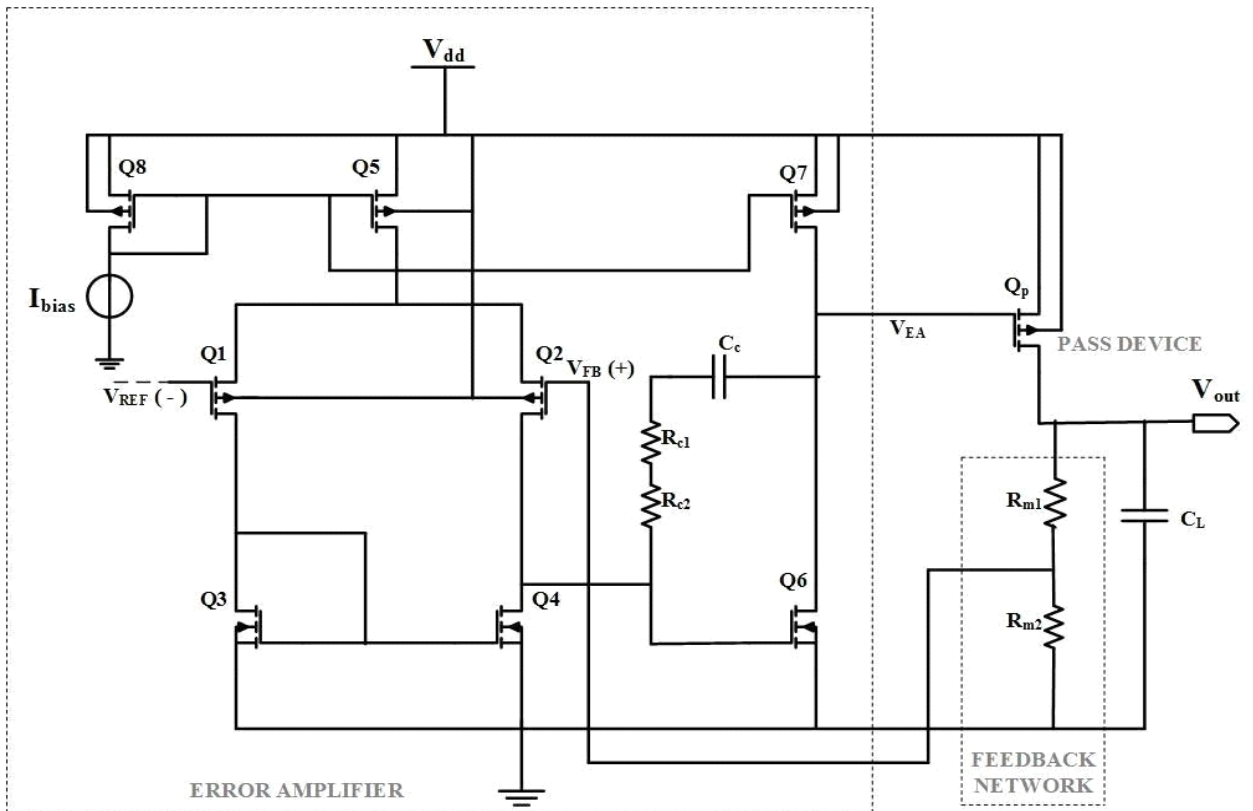 Vdd
Q8
Q5
Q7
Ibias
Qp
VEA
PASS DEVICE
Q1
Q2
VFB (+)
Cc
VREF ( - )
Vout
Rc1
Rc2
Rm1
CL
Q3
Q4
Q6
Rm2
FEEDBACK
NETWORK
ERROR AMPLIFIER